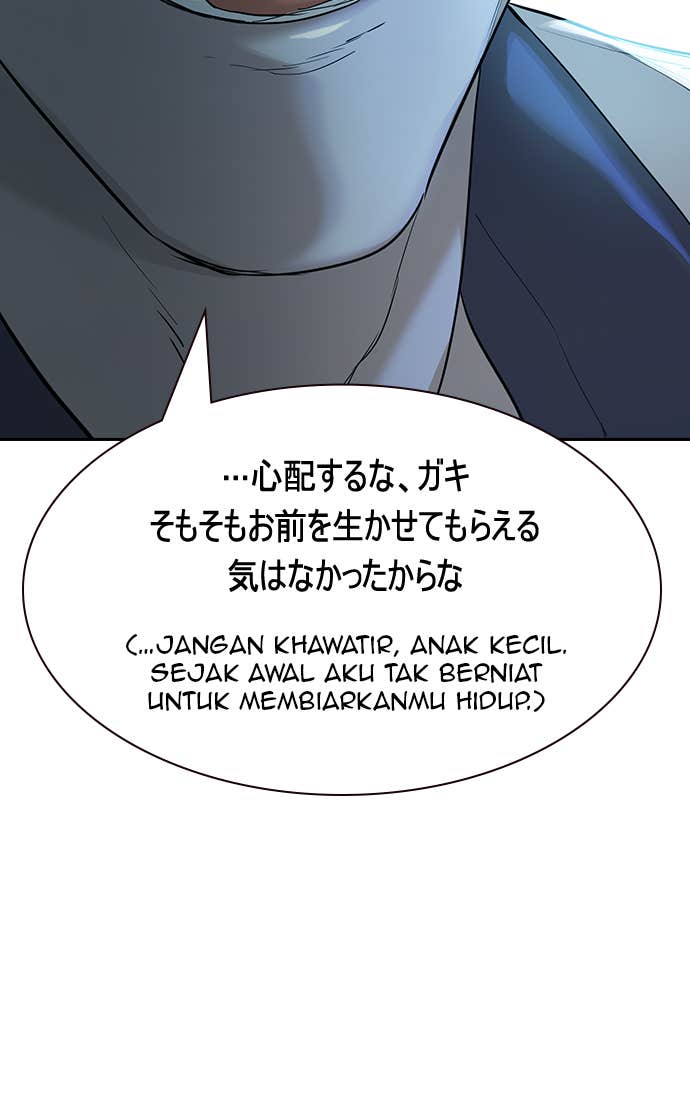 …心配するな、ガキ
そもそもお前を生かせてもらえる
気はなかったからな
(...JANGAN KHAWATIR, ANAK KECIL.
SEJAK AWAL AKU TAK BERNIAT
UNTUK MEMBIARKANMU HIDUP.)